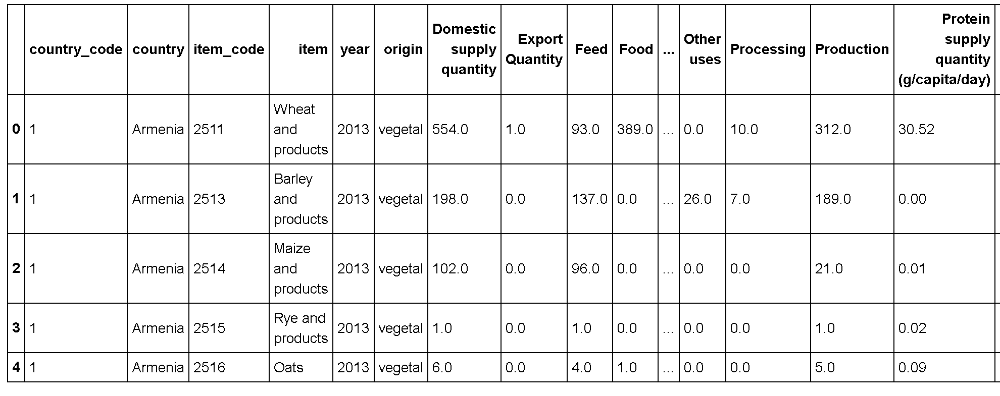 country_code country item_code item year origin Domestic supply quantity Export Quantity Feed Food ... Other uses Processing Production Protein supply quantity (g/capita/day)
0 1 Armenia 2511 Wheat and products 2013 vegetal 554.0 1.0 93.0 389.0 ... 0.0 10.0 312.0 30.52
1 1 Armenia 2513 Barley and products 2013 vegetal 198.0 0.0 137.0 0.0 ... 26.0 7.0 189.0 0.00
2 1 Armenia 2514 Maize and products 2013 vegetal 102.0 0.0 96.0 0.0 ... 0.0 0.0 21.0 0.01
3 1 Armenia 2515 Rye and products 2013 vegetal 1.0 0.0 1.0 0.0 ... 0.0 0.0 1.0 0.02
4 1 Armenia 2516 Oats 2013 vegetal 6.0 0.0 4.0 1.0 ... 0.0 0.0 5.0 0.09